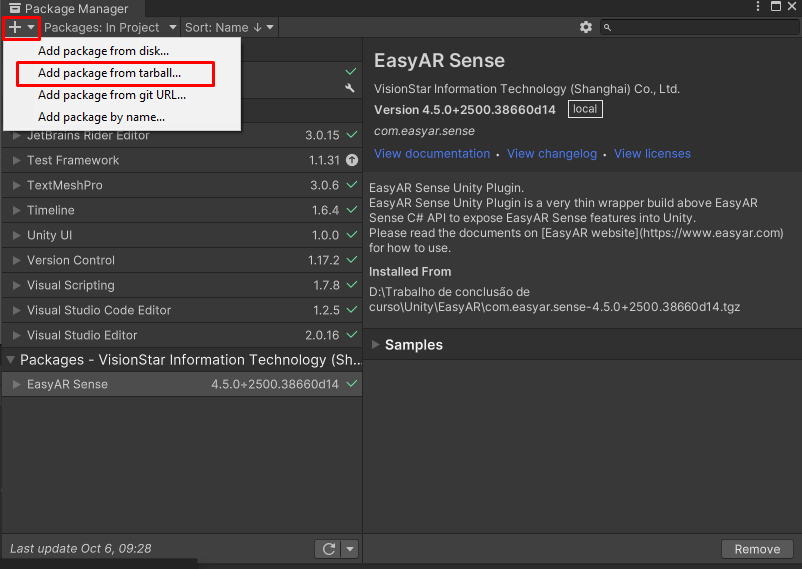 Package Manager
Packages: In Project
Sort: Name ↓
Add package from disk...
Add package from tarball...
Add package from git URL...
Add package by name...
JetBrains Rider Editor 3.0.15
Test Framework 1.1.31
TextMeshPro 3.0.6
Timeline 1.6.4
Unity UI 1.0.0
Version Control 1.17.2
Visual Scripting 1.7.8
Visual Studio Code Editor 1.2.5
Visual Studio Editor 2.0.16
Packages - VisionStar Information Technology (Sh...
EasyAR Sense 4.5.0+2500.38660d14
Last update Oct 6, 09:28
EasyAR Sense
VisionStar Information Technology (Shanghai) Co., Ltd.
Version 4.5.0+2500.38660d14 local
com.easyar.sense
View documentation • View changelog • View licenses
EasyAR Sense Unity Plugin.
EasyAR Sense Unity Plugin is a very thin wrapper build above EasyAR
Sense C# API to expose EasyAR Sense features into Unity.
Please read the documents on [EasyAR website](https://www.easyar.com)
for how to use.
Installed From
D:\Trabalho de conclusão de
curso\Unity\EasyAR\com.easyar.sense-4.5.0+2500.38660d14.tgz
Samples
Remove